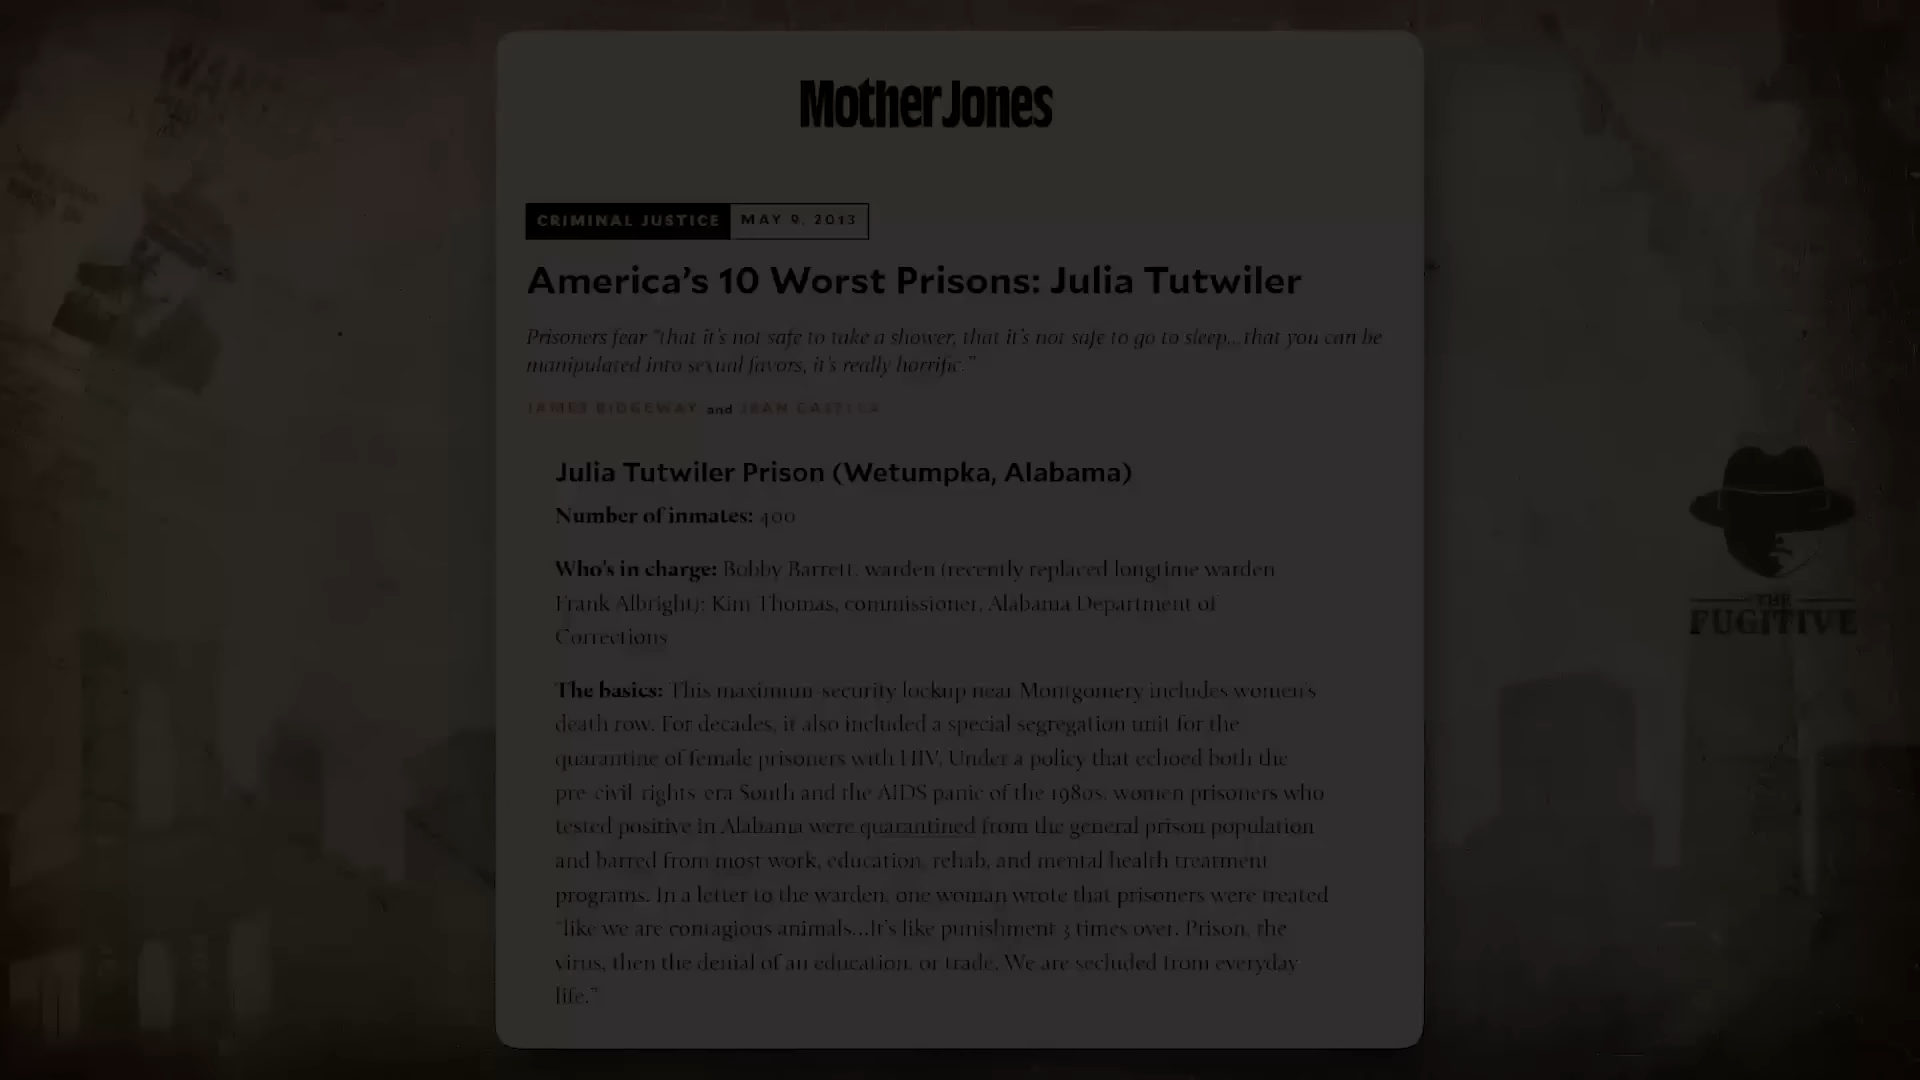 MotherJones
CRIMINAL JUSTICE MAY 9, 2013
America's 10 Worst Prisons: Julia Tutwiler
Prisoners fear "that it's not safe to take a shower, that it's not safe to go to sleep...that you can be
manipulated into sexual favors, it's really horrific."
JAMES RIDGEWAY and JEAN CASELLA
Julia Tutwiler Prison (Wetumpka, Alabama)
Number of inmates: 400
Who's in charge: Bobby Barrett, warden (recently replaced longtime warden
Frank Albright); Kim Thomas, commissioner, Alabama Department of
Corrections
The basics: This maximum-security lockup near Montgomery includes women's
death row. For decades, it also included a special segregation unit for the
quarantine of female prisoners with HIV. Under a policy that echoed both the
pre-civil-rights-era South and the AIDS panic of the 1980s, women prisoners who
tested positive in Alabama were quarantined from the general prison population
and barred from most work, education, rehab, and mental health treatment
programs. In a letter to the warden, one woman wrote that prisoners were treated
"like we are contagious animals...It's like punishment 3 times over. Prison, the
virus, then the denial of an education, or trade. We are secluded from everyday
life."
THE
FUGITIVE